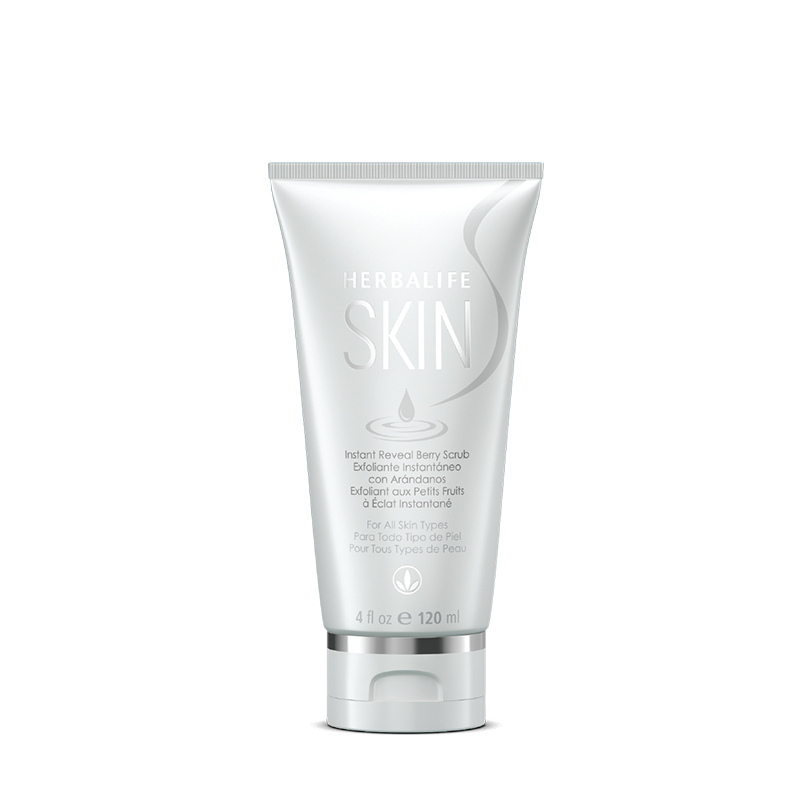 HERBALIFE
SKIN
Instant Reveal Berry Scrub
Exfoliante Instantáneo
con Arándanos
Exfoliant aux Petits Fruits
à Éclat Instantané
For All Skin Types
Para Todo Tipo de Piel
Pour Tous Types de Peau
4 fl oz e 120 ml